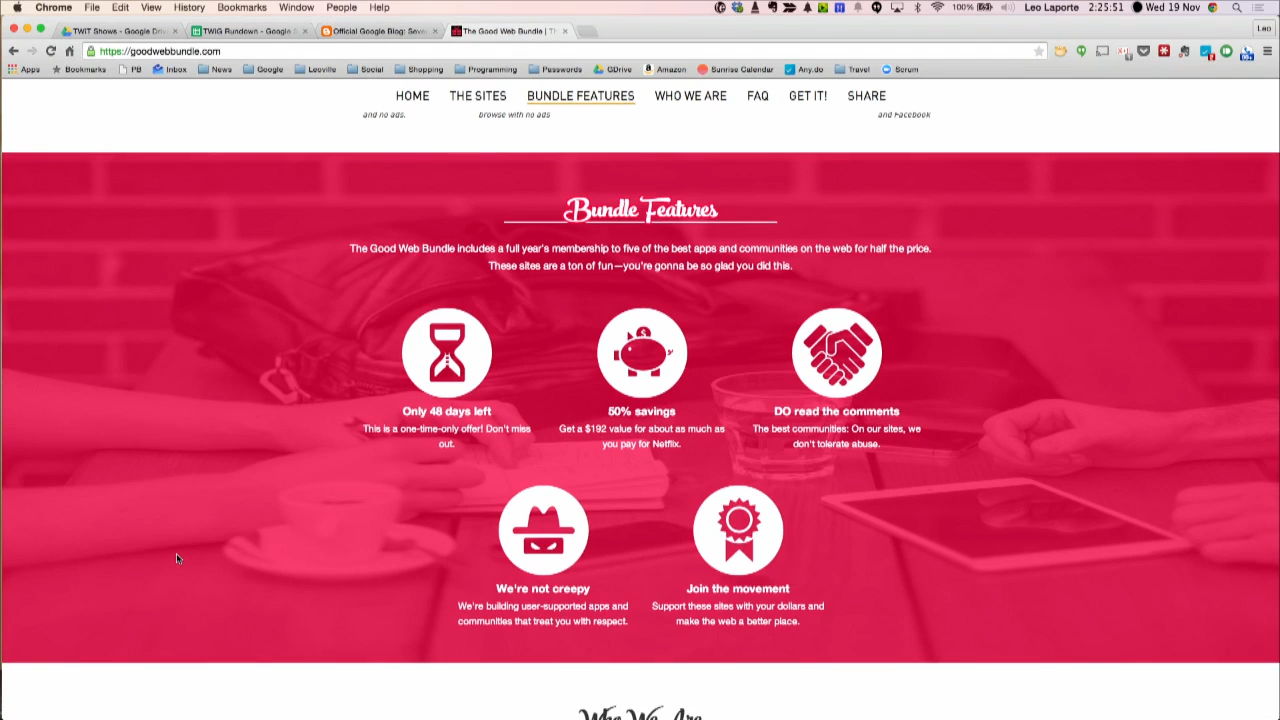 Chrome File Edit View History Bookmarks Window People Help 100% Leo Laporte 2:25:51 Wed 19 Nov
TWiT Shows - Google Driv
TWiG Rundown - Google S
Official Google Blog: Seve
The Good Web Bundle | Th
Leo
https://goodwebbundle.com
Apps Bookmarks PB Inbox News Google Leoville Social Shopping Programming Passwords GDrive Amazon Sunrise Calendar Any.do Travel Scrum
HOME THE SITES BUNDLE FEATURES WHO WE ARE FAQ GET IT! SHARE
and no ads. browse with no ads and Facebook
Bundle Features
The Good Web Bundle includes a full year's membership to five of the best apps and communities on the web for half the price.
These sites are a ton of fun—you're gonna be so glad you did this.
Only 48 days left
This is a one-time-only offer! Don't miss
out.
50% savings
Get a $192 value for about as much as
you pay for Netflix.
DO read the comments
The best communities: On our sites, we
don't tolerate abuse.
We're not creepy
We're building user-supported apps and
communities that treat you with respect.
Join the movement
Support these sites with your dollars and
make the web a better place.
Who We Are